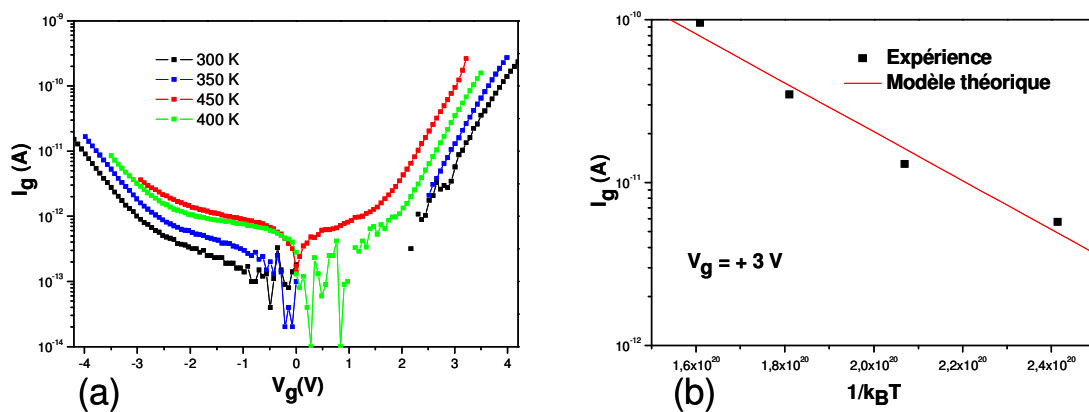 10^-9
10^-10
10^-11
10^-12
10^-13
10^-14
I_g (A)
300 K
350 K
450 K
400 K
-4 -3 -2 -1 0 1 2 3 4
V_g(V)
(a)
10^-10
10^-11
10^-12
I_g (A)
Expérience
Modèle théorique
V_g = + 3 V
1,6x10^20 1,8x10^20 2,0x10^20 2,2x10^20 2,4x10^20
1/k_BT
(b)